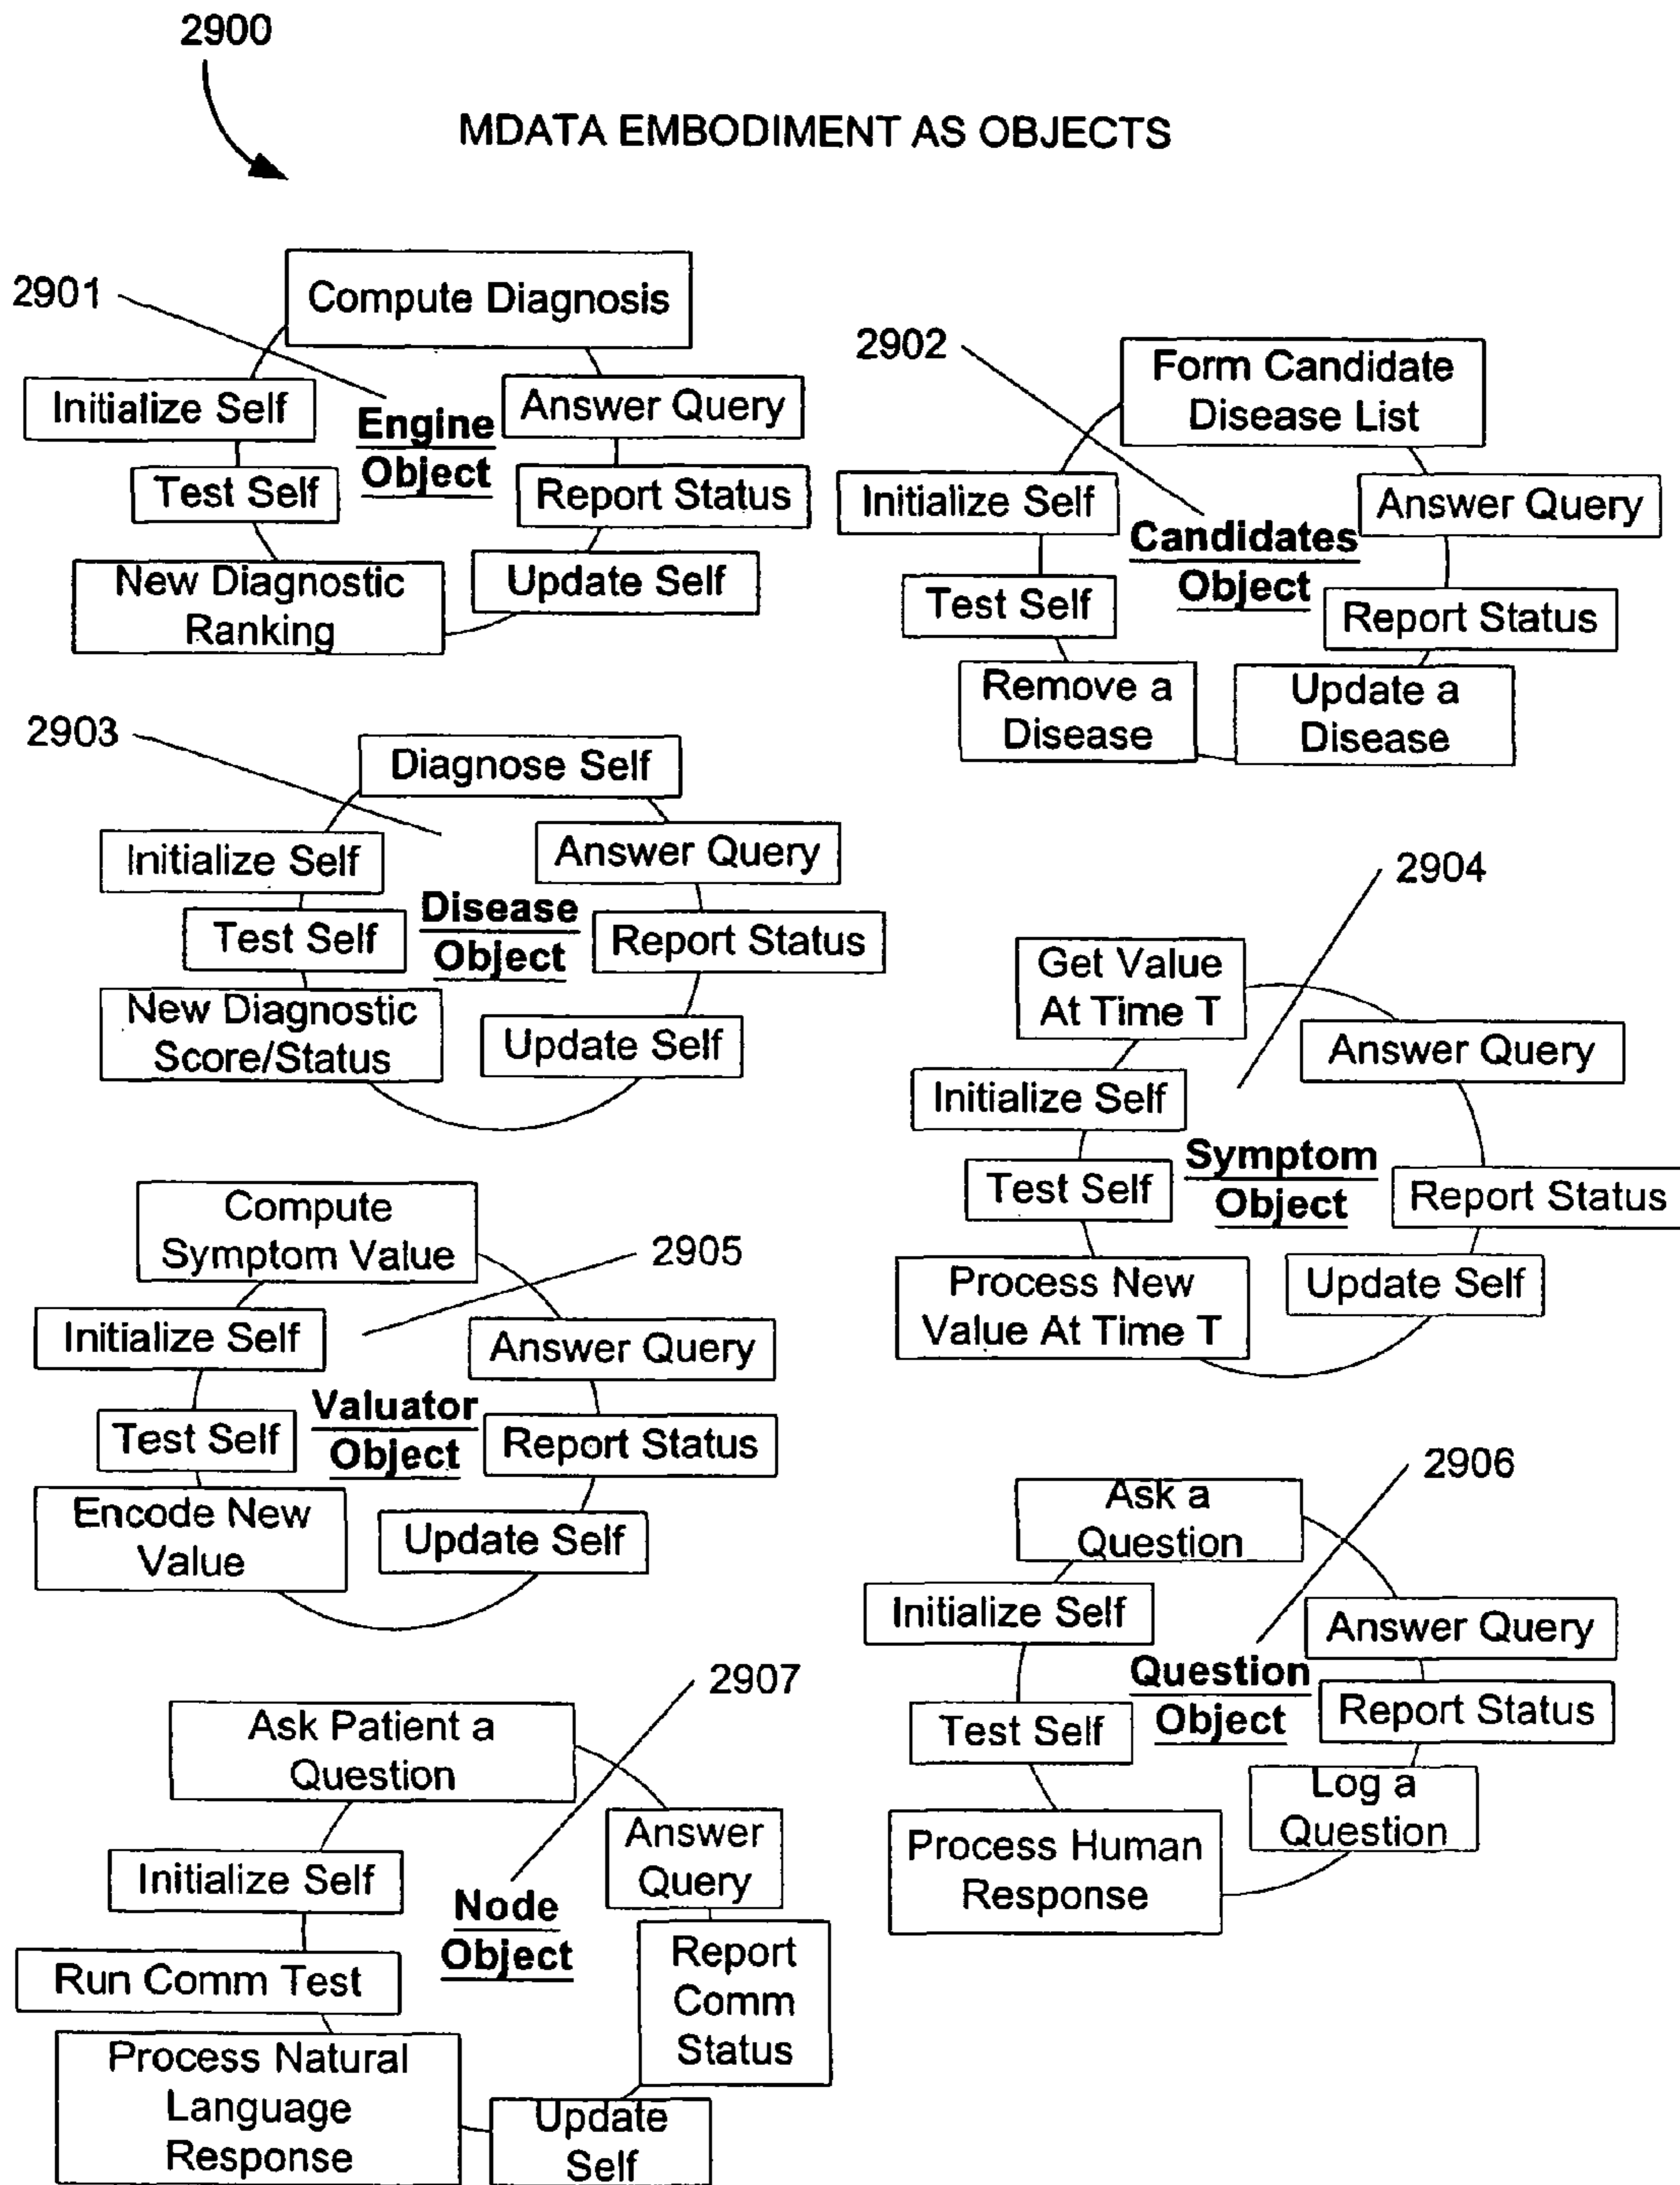 2900
MDATA EMBODIMENT AS OBJECTS
2901
Compute Diagnosis
Initialize Self
Answer Query
Engine
Object
Test Self
Report Status
New Diagnostic
Ranking
Update Self
2902
Form Candidate
Disease List
Initialize Self
Answer Query
Candidates
Object
Test Self
Report Status
Remove a
Disease
Update a
Disease
2903
Diagnose Self
Initialize Self
Answer Query
Disease
Object
Test Self
Report Status
New Diagnostic
Score/Status
Update Self
2904
Get Value
At Time T
Answer Query
Initialize Self
Symptom
Object
Test Self
Report Status
Process New
Value At Time T
Update Self
Compute
Symptom Value
2905
Initialize Self
Answer Query
Valuator
Object
Test Self
Report Status
Encode New
Value
Update Self
2906
Ask a
Question
Initialize Self
Answer Query
Question
Object
Test Self
Report Status
Log a
Question
Process Human
Response
2907
Ask Patient a
Question
Answer
Query
Initialize Self
Node
Object
Run Comm Test
Report
Comm
Status
Process Natural
Language
Response
Update
Self